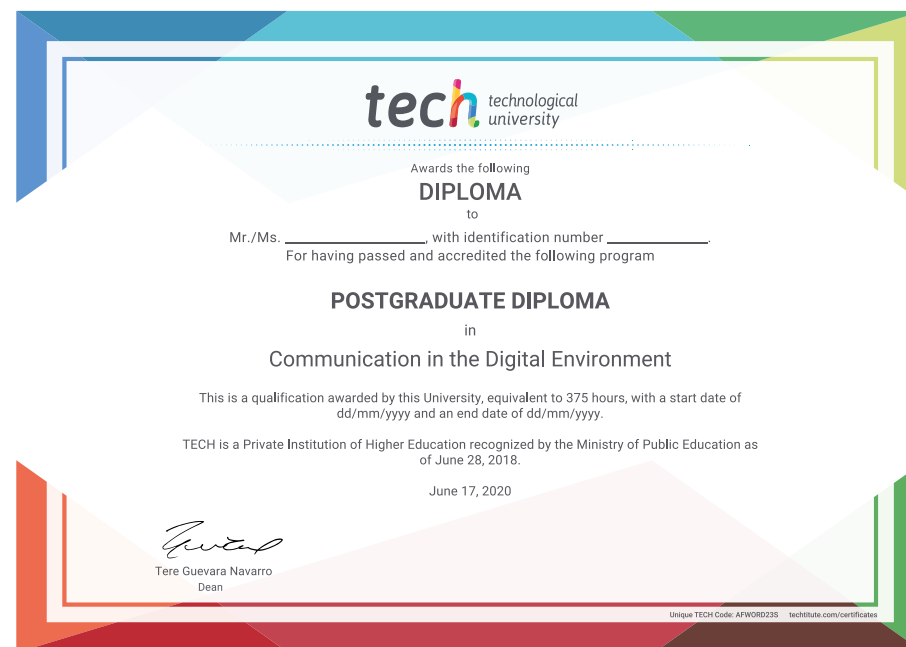 tech technological
university
Awards the following
DIPLOMA
to
Mr./Ms. ____________________, with identification number ______________.
For having passed and accredited the following program
POSTGRADUATE DIPLOMA
in
Communication in the Digital Environment
This is a qualification awarded by this University, equivalent to 375 hours, with a start date of
dd/mm/yyyy and an end date of dd/mm/yyyy.
TECH is a Private Institution of Higher Education recognized by the Ministry of Public Education as
of June 28, 2018.
June 17, 2020
Tere Guevara Navarro
Dean
Unique TECH Code: AFWORD23S techtitute.com/certificates